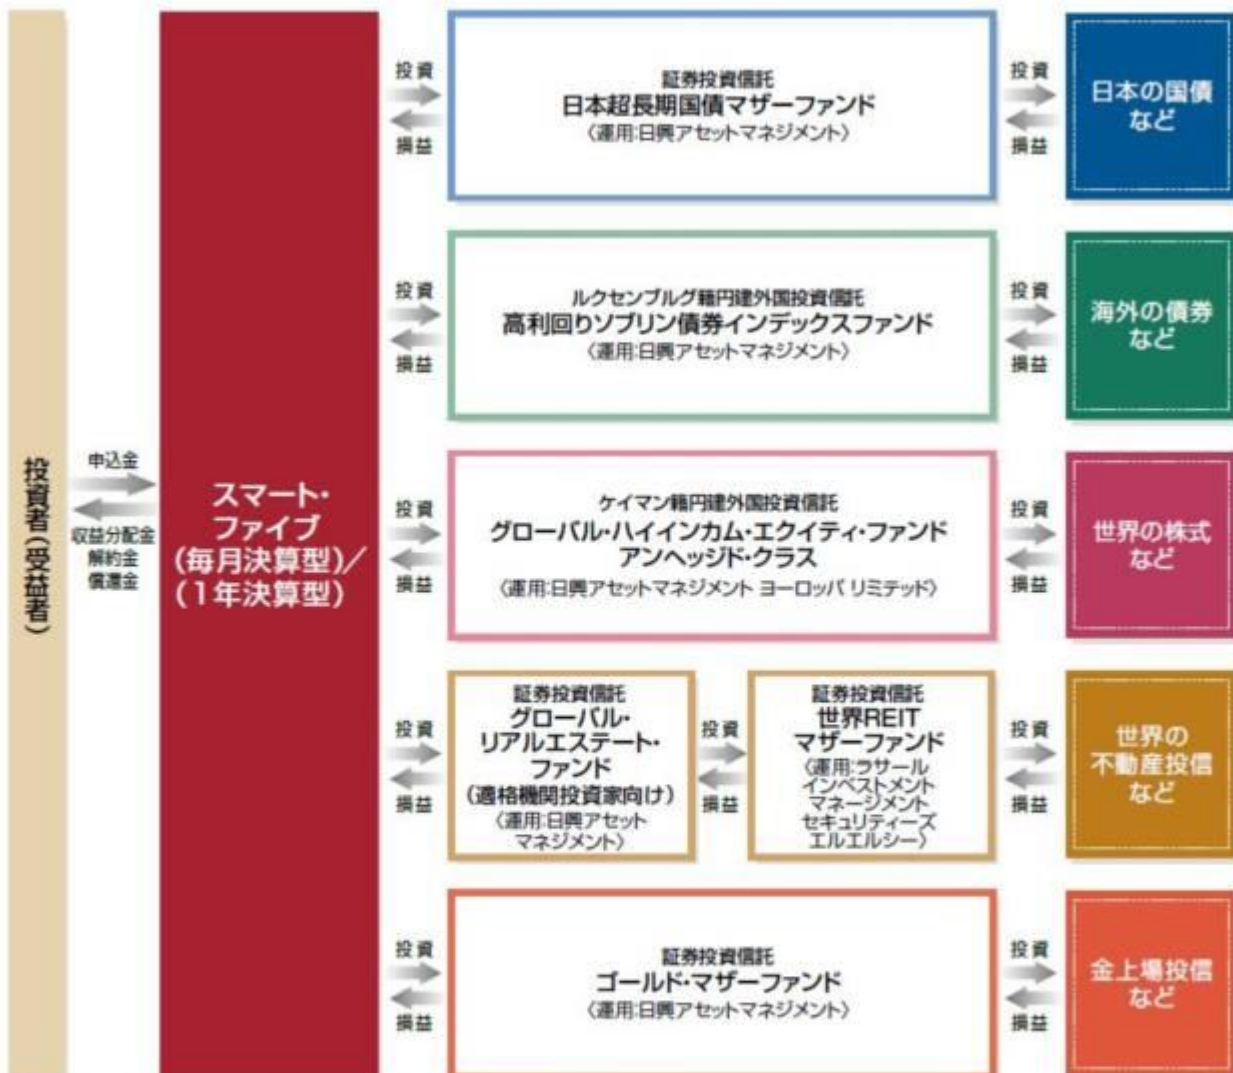 投資者(受益者)
申込金
収益分配金
解約金
償還金
スマート・
ファイブ
(毎月決算型)/
(1年決算型)
投資
損益
証券投資信託
日本超長期国債マザーファンド
〈運用:日興アセットマネジメント〉
投資
損益
日本の国債
など
投資
損益
ルクセンブルグ籍円建外国投資信託
高利回りソブリン債券インデックスファンド
〈運用:日興アセットマネジメント〉
投資
損益
海外の債券
など
投資
損益
ケイマン籍円建外国投資信託
グローバル・ハイインカム・エクイティ・ファンド
アンヘッジド・クラス
〈運用:日興アセットマネジメント ヨーロッパ リミテッド〉
投資
損益
世界の株式
など
投資
損益
証券投資信託
グローバル・
リアルエステート・
ファンド
(適格機関投資家向け)
〈運用:日興アセット
マネジメント〉
投資
損益
証券投資信託
世界REIT
マザーファンド
〈運用:ラサール
インベストメント
マネージメント
セキュリティーズ
エルエルシー〉
投資
損益
世界の
不動産投信
など
投資
損益
証券投資信託
ゴールド・マザーファンド
〈運用:日興アセットマネジメント〉
投資
損益
金上場投信
など